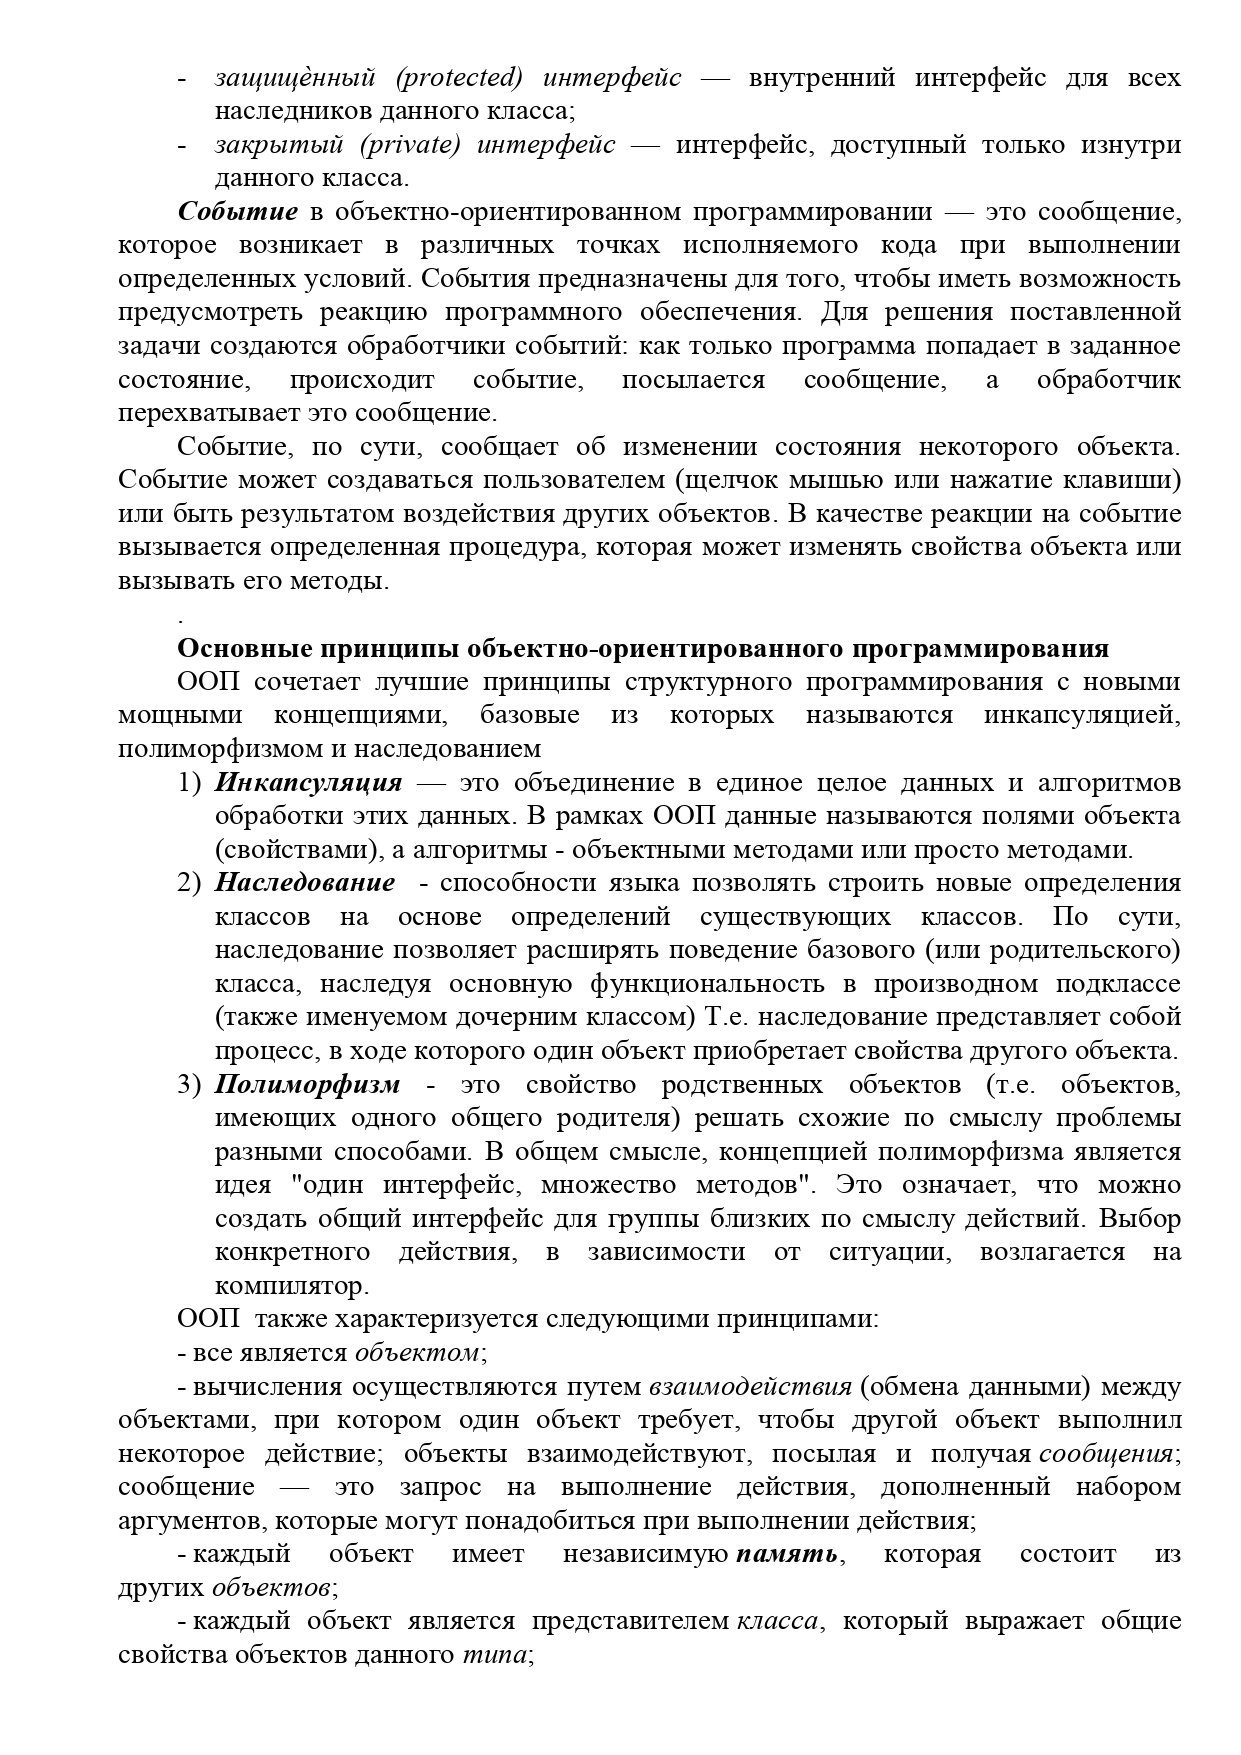 - защищѐнный (protected) интерфейс — внутренний интерфейс для всех
наследников данного класса;
- закрытый (private) интерфейс — интерфейс, доступный только изнутри
данного класса.
Событие в объектно-ориентированном программировании — это сообщение,
которое возникает в различных точках исполняемого кода при выполнении
определенных условий. События предназначены для того, чтобы иметь возможность
предусмотреть реакцию программного обеспечения. Для решения поставленной
задачи создаются обработчики событий: как только программа попадает в заданное
состояние, происходит событие, посылается сообщение, а обработчик
перехватывает это сообщение.
Событие, по сути, сообщает об изменении состояния некоторого объекта.
Событие может создаваться пользователем (щелчок мышью или нажатие клавиши)
или быть результатом воздействия других объектов. В качестве реакции на событие
вызывается определенная процедура, которая может изменять свойства объекта или
вызывать его методы.
.
Основные принципы объектно-ориентированного программирования
ООП сочетает лучшие принципы структурного программирования с новыми
мощными концепциями, базовые из которых называются инкапсуляцией,
полиморфизмом и наследованием
1) Инкапсуляция — это объединение в единое целое данных и алгоритмов
обработки этих данных. В рамках ООП данные называются полями объекта
(свойствами), а алгоритмы - объектными методами или просто методами.
2) Наследование - способности языка позволять строить новые определения
классов на основе определений существующих классов. По сути,
наследование позволяет расширять поведение базового (или родительского)
класса, наследуя основную функциональность в производном подклассе
(также именуемом дочерним классом) Т.е. наследование представляет собой
процесс, в ходе которого один объект приобретает свойства другого объекта.
3) Полиморфизм - это свойство родственных объектов (т.е. объектов,
имеющих одного общего родителя) решать схожие по смыслу проблемы
разными способами. В общем смысле, концепцией полиморфизма является
идея "один интерфейс, множество методов". Это означает, что можно
создать общий интерфейс для группы близких по смыслу действий. Выбор
конкретного действия, в зависимости от ситуации, возлагается на
компилятор.
ООП также характеризуется следующими принципами:
- все является объектом;
- вычисления осуществляются путем взаимодействия (обмена данными) между
объектами, при котором один объект требует, чтобы другой объект выполнил
некоторое действие; объекты взаимодействуют, посылая и получая сообщения;
сообщение — это запрос на выполнение действия, дополненный набором
аргументов, которые могут понадобиться при выполнении действия;
- каждый объект имеет независимую память, которая состоит из
других объектов;
- каждый объект является представителем класса, который выражает общие
свойства объектов данного типа;